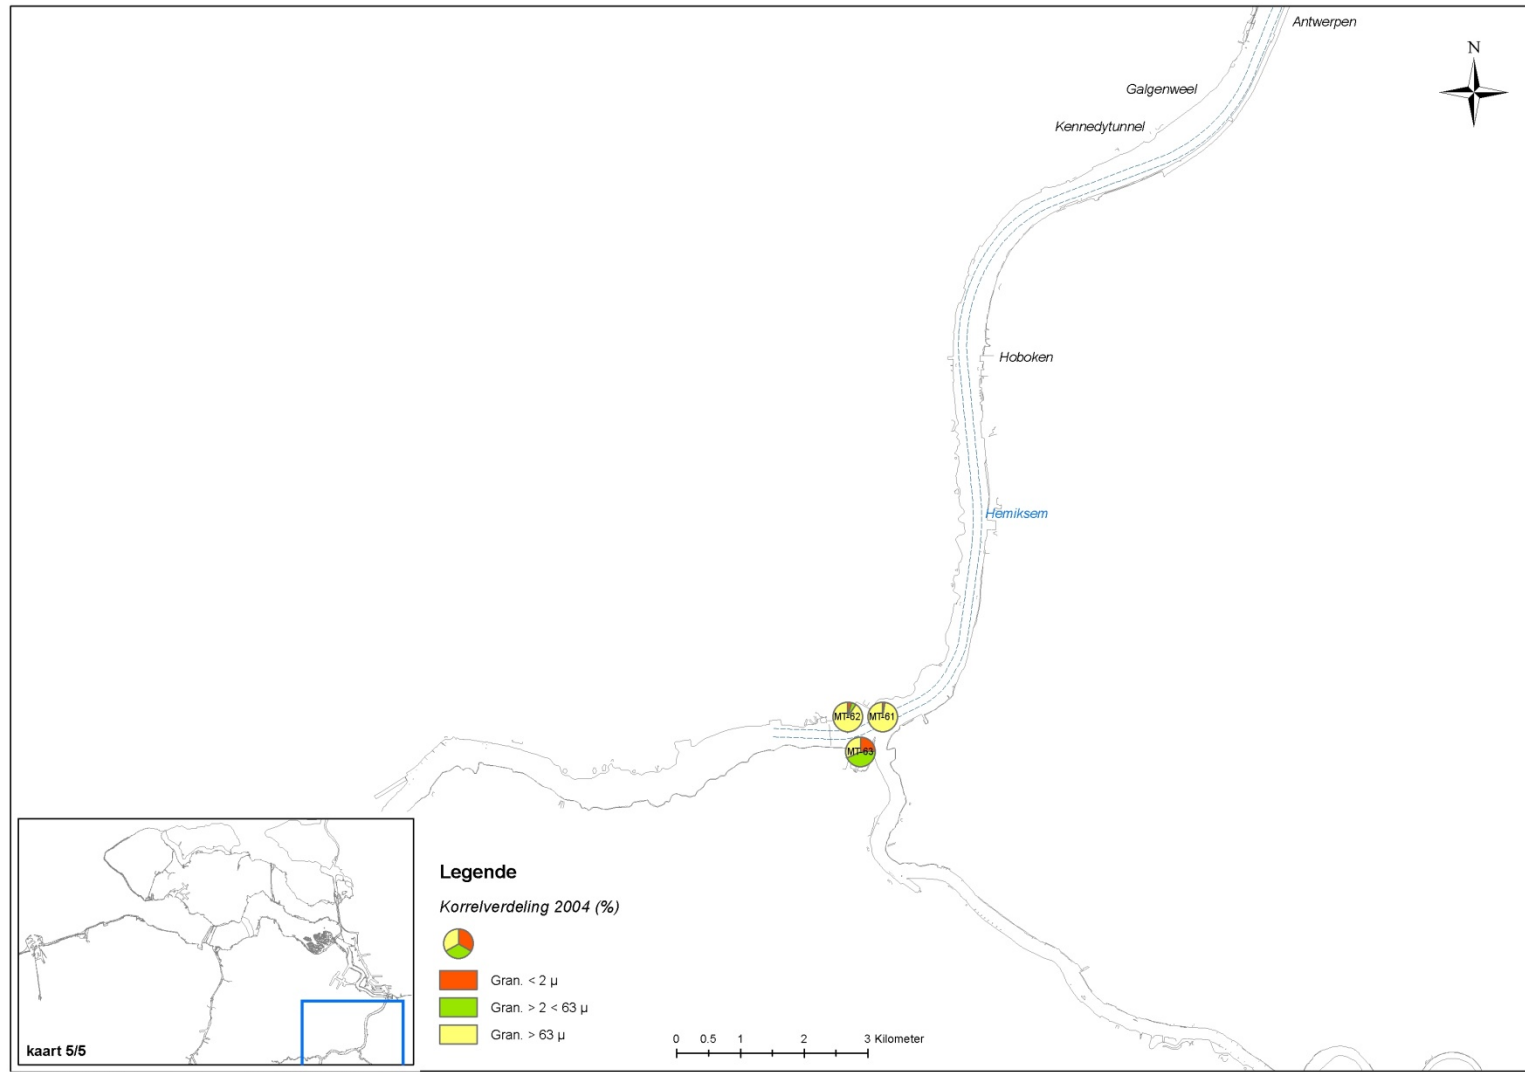 Antwerpen
N
Galgenweel
Kennedytunnel
Hoboken
Hemiksem
MT-62
MT-61
MT-63
Legende
Korrelverdeling 2004 (%)
Gran. < 2 µ
Gran. > 2 < 63 µ
Gran. > 63 µ
0 0.5 1 2 3 Kilometer
kaart 5/5